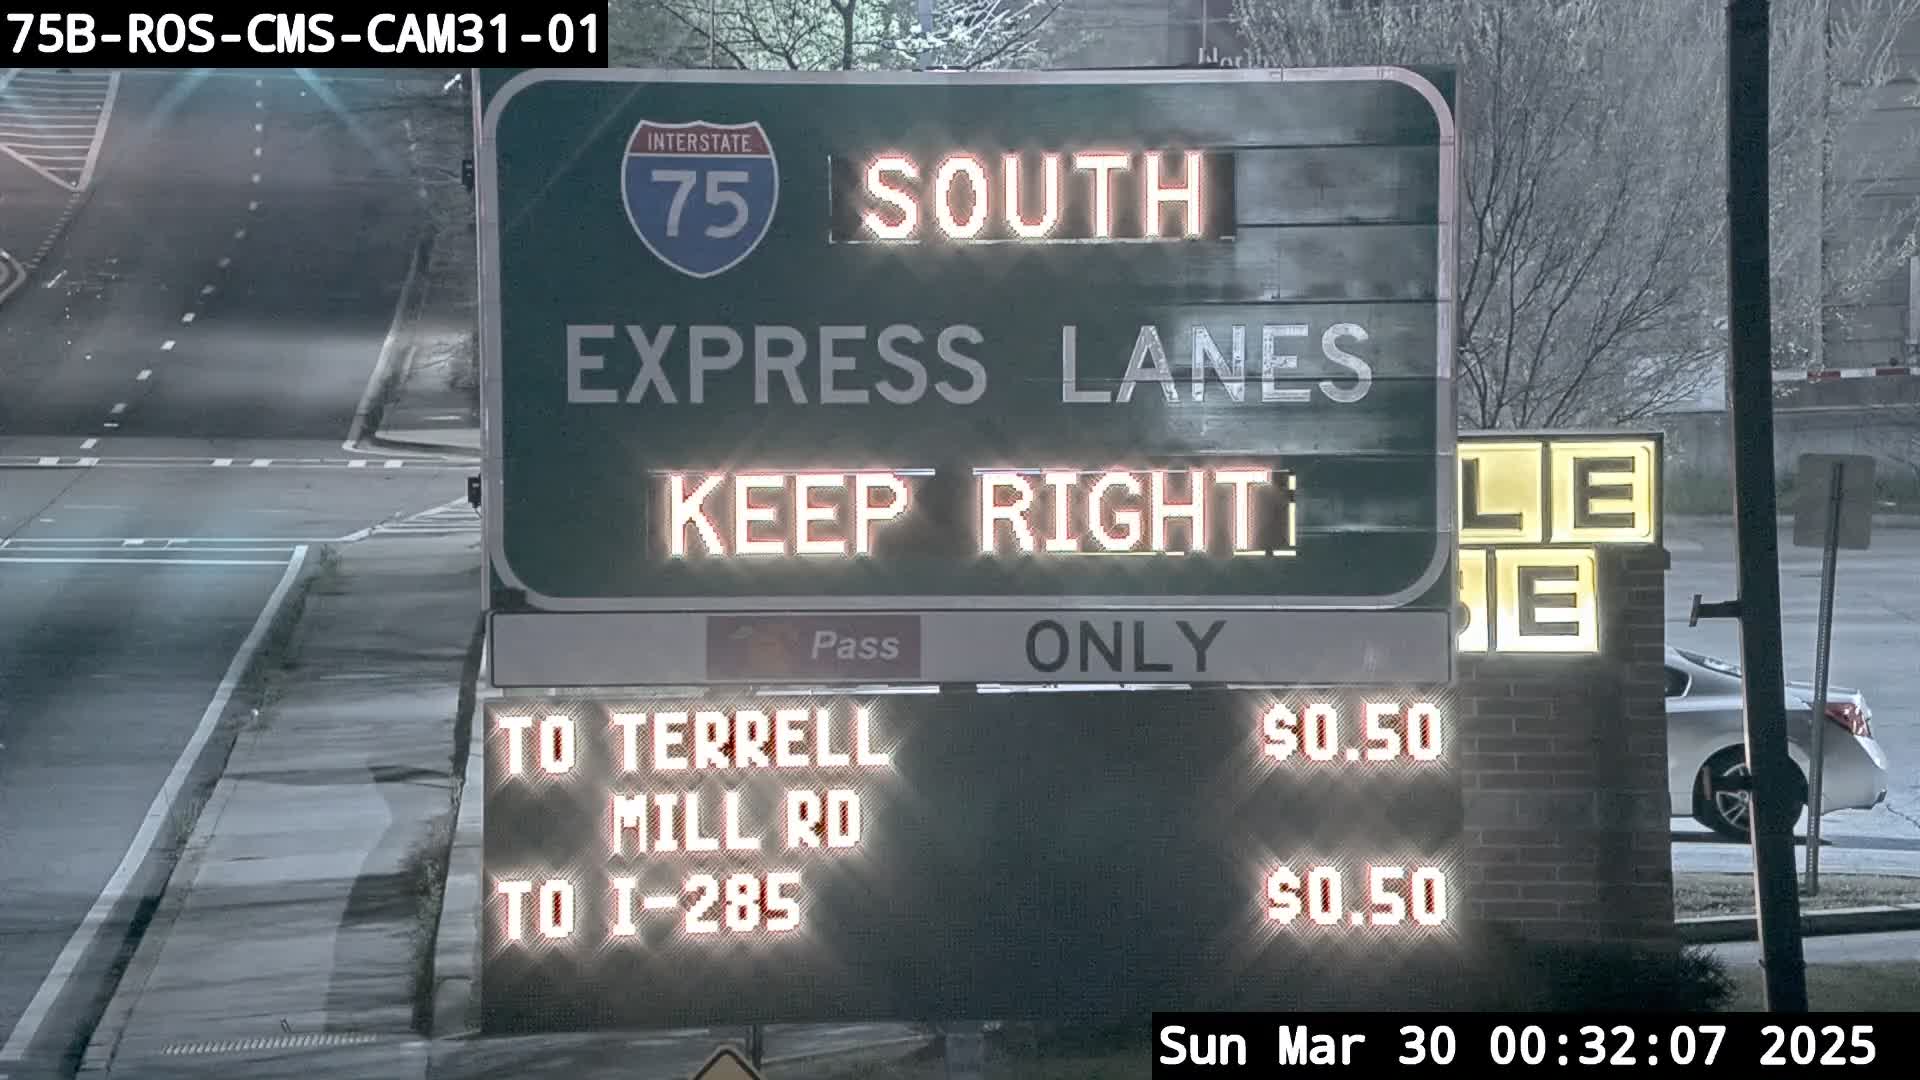 75B-ROS-CMS-CAM31-01
INTERSTATE
75
SOUTH
EXPRESS LANES
KEEP RIGHT
Pass ONLY
TO TERRELL $0.50
MILL RD
TO I-285 $0.50
LE
E
Sun Mar 30 00:32:07 2025